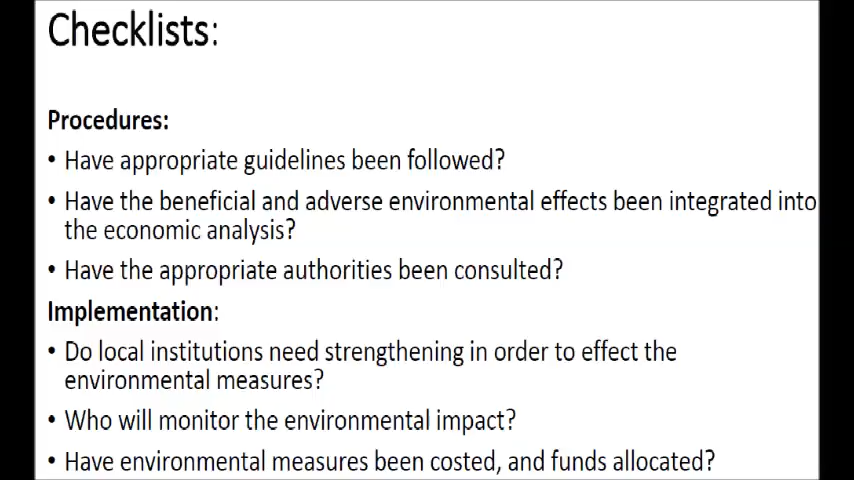 Checklists:
Procedures:
• Have appropriate guidelines been followed?
• Have the beneficial and adverse environmental effects been integrated into
the economic analysis?
• Have the appropriate authorities been consulted?
Implementation:
• Do local institutions need strengthening in order to effect the
environmental measures?
• Who will monitor the environmental impact?
• Have environmental measures been costed, and funds allocated?